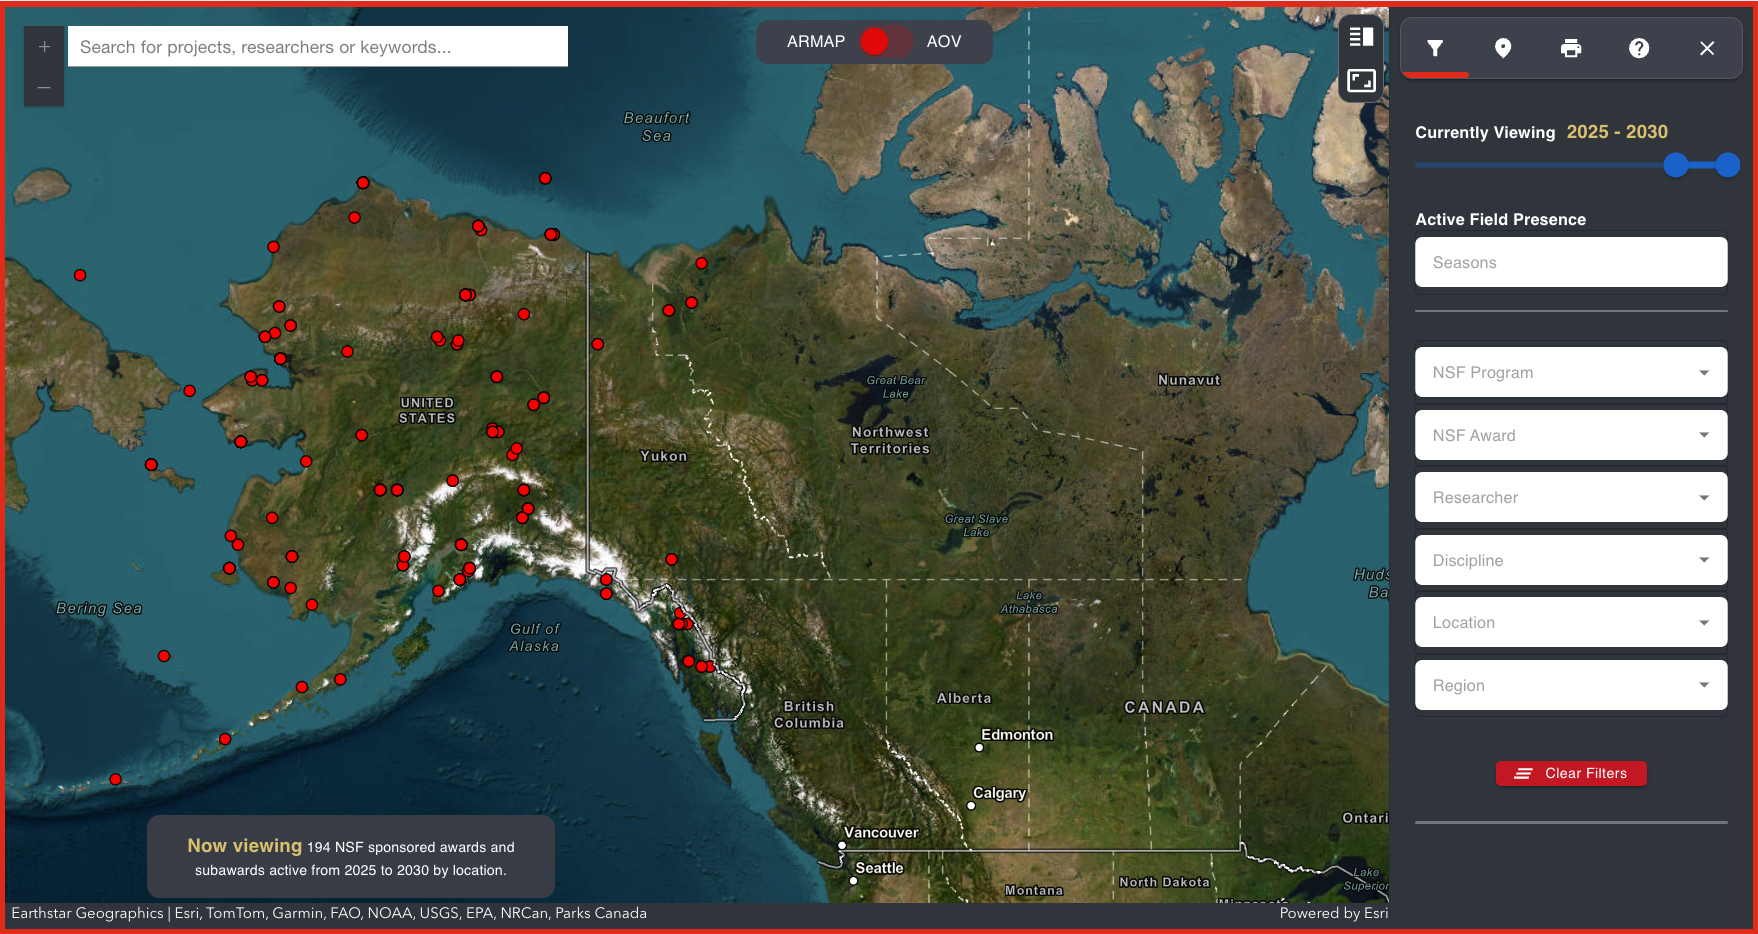 +
−
Search for projects, researchers or keywords...
ARMAP
AOV
Beaufort
Sea
UNITED
STATES
Yukon
Great Bear
Lake
Northwest
Territories
Nunavut
Great Slave
Lake
Lake
Athabasca
Huds
Ba
Bering Sea
Gulf of
Alaska
British
Columbia
Alberta
CANADA
Edmonton
Calgary
Vancouver
Seattle
Ontari
Lake
Superior
Montana
North Dakota
Minnesota
Now viewing 194 NSF sponsored awards and
subawards active from 2025 to 2030 by location.
Earthstar Geographics | Esri, TomTom, Garmin, FAO, NOAA, USGS, EPA, NRCan, Parks Canada
Powered by Esri
Currently Viewing 2025 - 2030
Active Field Presence
Seasons
NSF Program
NSF Award
Researcher
Discipline
Location
Region
Clear Filters